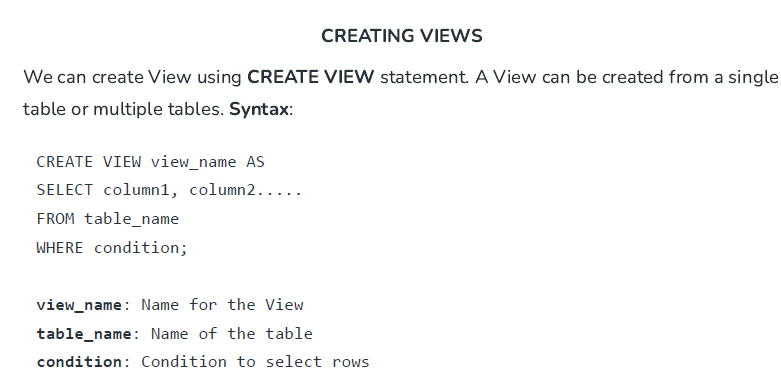 CREATING VIEWS
We can create View using CREATE VIEW statement. A View can be created from a single
table or multiple tables. Syntax:
CREATE VIEW view_name AS
SELECT column1, column2.....
FROM table_name
WHERE condition;
view_name: Name for the View
table_name: Name of the table
condition: Condition to select rows